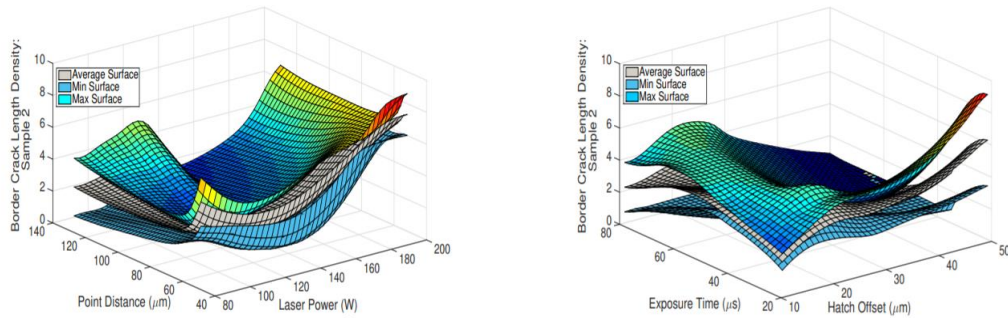 Border Crack Length Density:
Sample 2
10
8
6
4
2
0
Average Surface
Min Surface
Max Surface
140
120
100
80
60
40
Point Distance (μm)
80
100
120
140
160
180
200
Laser Power (W)
Border Crack Length Density:
Sample 2
10
8
6
4
2
0
Average Surface
Min Surface
Max Surface
80
60
40
20
Exposure Time (μs)
10
20
30
40
50
Hatch Offset (μm)